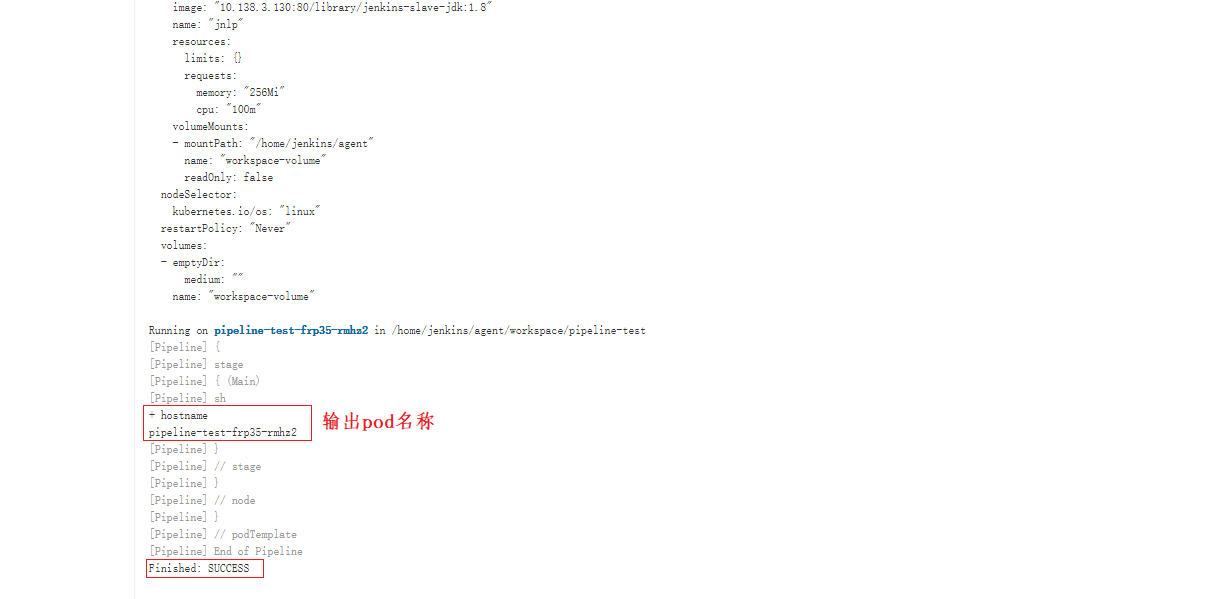 image: "10.138.3.130:80/library/jenkins-slave-jdk:1.8"
    name: "jnlp"
    resources:
      limits: {}
      requests:
        memory: "256Mi"
        cpu: "100m"
    volumeMounts:
    - mountPath: "/home/jenkins/agent"
      name: "workspace-volume"
      readOnly: false
  nodeSelector:
    kubernetes.io/os: "linux"
  restartPolicy: "Never"
  volumes:
  - emptyDir:
      medium: ""
    name: "workspace-volume"
Running on pipeline-test-frp35-rmhz2 in /home/jenkins/agent/workspace/pipeline-test
[Pipeline] {
[Pipeline] stage
[Pipeline] { (Main)
[Pipeline] sh
+ hostname
输出pod名称
pipeline-test-frp35-rmhz2
[Pipeline] }
[Pipeline] // stage
[Pipeline] }
[Pipeline] // node
[Pipeline] }
[Pipeline] // podTemplate
[Pipeline] End of Pipeline
Finished: SUCCESS